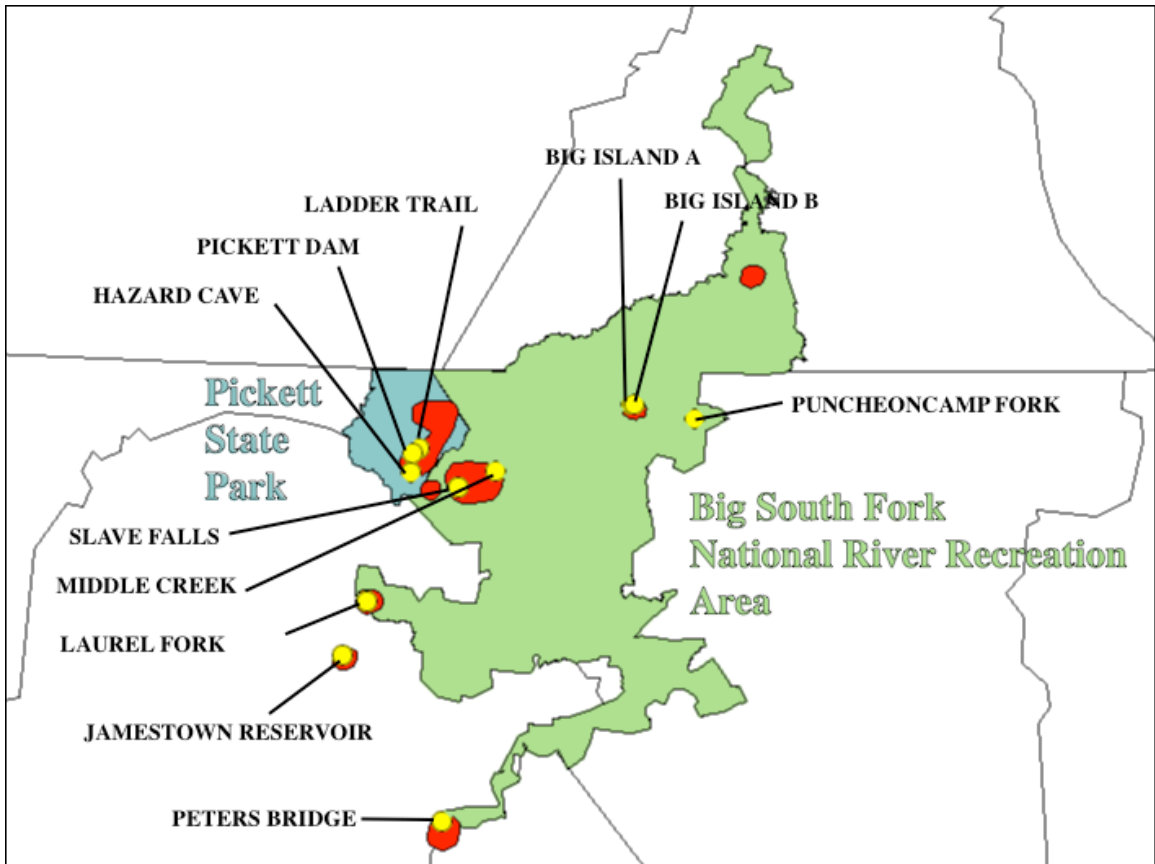 BIG ISLAND A
BIG ISLAND B
LADDER TRAIL
PICKETT DAM
HAZARD CAVE
Pickett
State
Park
PUNCHEONCAMP FORK
Big South Fork
National River Recreation
Area
SLAVE FALLS
MIDDLE CREEK
LAUREL FORK
JAMESTOWN RESERVOIR
PETERS BRIDGE